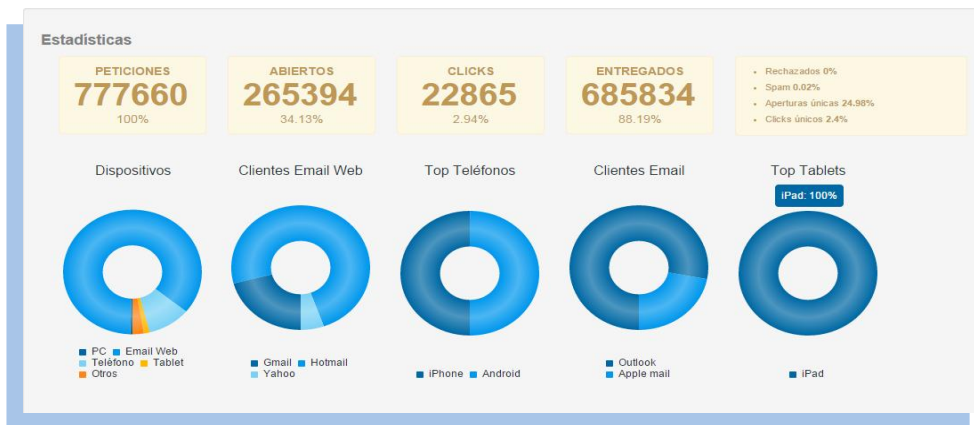 Estadísticas
PETICIONES
777660
100%
ABIERTOS
265394
34.13%
CLICKS
22865
2.94%
ENTREGADOS
685834
88.19%
Rechazados 0%
Spam 0.02%
Aperturas únicas 24.98%
Clicks únicos 2.4%
Dispositivos
PC Email Web
Teléfono Tablet
Otros
Clientes Email Web
Gmail Hotmail
Yahoo
Top Teléfonos
iPhone Android
Clientes Email
Outlook
Apple mail
Top Tablets
iPad: 100%
iPad